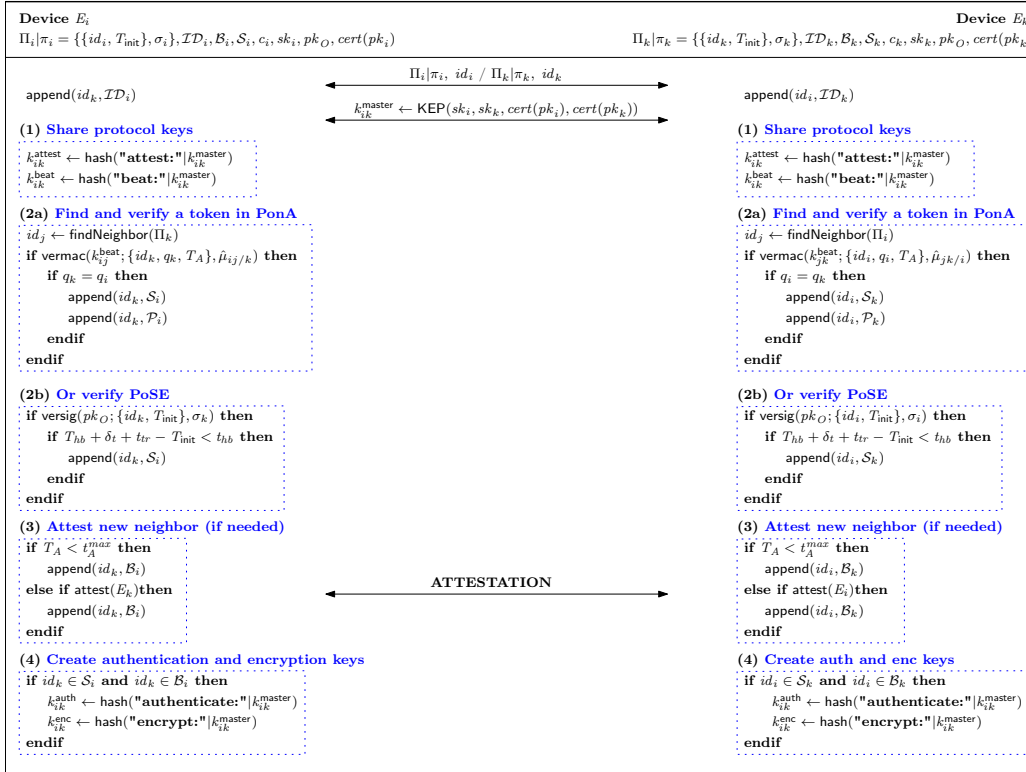 Device E_i
Π_i|π_i = {{id_i, T_init}, σ_i}, ID_i, B_i, S_i, c_i, sk_i, pk_O, cert(pk_i)
Device E_k
Π_k|π_k = {{id_k, T_init}, σ_k}, ID_k, B_k, S_k, c_k, sk_k, pk_O, cert(pk_k
Π_i|π_i, id_i / Π_k|π_k, id_k
append(id_k, ID_i)
append(id_i, ID_k)
k_ik^master ← KEP(sk_i, sk_k, cert(pk_i), cert(pk_k))
(1) Share protocol keys
k_ik^attest ← hash("attest:"|k_ik^master)
k_ik^beat ← hash("beat:"|k_ik^master)
(2a) Find and verify a token in PonA
id_j ← findNeighbor(Π_k)
if vermac(k_ij^beat; {id_k, q_k, T_A}, μ̂_ij/k) then
if q_k = q_i then
append(id_k, S_i)
append(id_k, P_i)
endif
endif
(2b) Or verify PoSE
if versig(pk_O; {id_k, T_init}, σ_k) then
if T_hb + δ_t + t_tr − T_init < t_hb then
append(id_k, S_i)
endif
endif
(3) Attest new neighbor (if needed)
if T_A < t_A^max then
append(id_k, B_i)
else if attest(E_k)then
append(id_k, B_i)
endif
(4) Create authentication and encryption keys
if id_k ∈ S_i and id_k ∈ B_i then
k_ik^auth ← hash("authenticate:"|k_ik^master)
k_ik^enc ← hash("encrypt:"|k_ik^master)
endif
ATTESTATION
(1) Share protocol keys
k_ik^attest ← hash("attest:"|k_ik^master)
k_ik^beat ← hash("beat:"|k_ik^master)
(2a) Find and verify a token in PonA
id_j ← findNeighbor(Π_i)
if vermac(k_jk^beat; {id_i, q_i, T_A}, μ̂_jk/i) then
if q_i = q_k then
append(id_i, S_k)
append(id_i, P_k)
endif
endif
(2b) Or verify PoSE
if versig(pk_O; {id_i, T_init}, σ_i) then
if T_hb + δ_t + t_tr − T_init < t_hb then
append(id_i, S_k)
endif
endif
(3) Attest new neighbor (if needed)
if T_A < t_A^max then
append(id_i, B_k)
else if attest(E_i)then
append(id_i, B_k)
endif
(4) Create auth and enc keys
if id_i ∈ S_k and id_i ∈ B_k then
k_ik^auth ← hash("authenticate:"|k_ik^master)
k_ik^enc ← hash("encrypt:"|k_ik^master)
endif